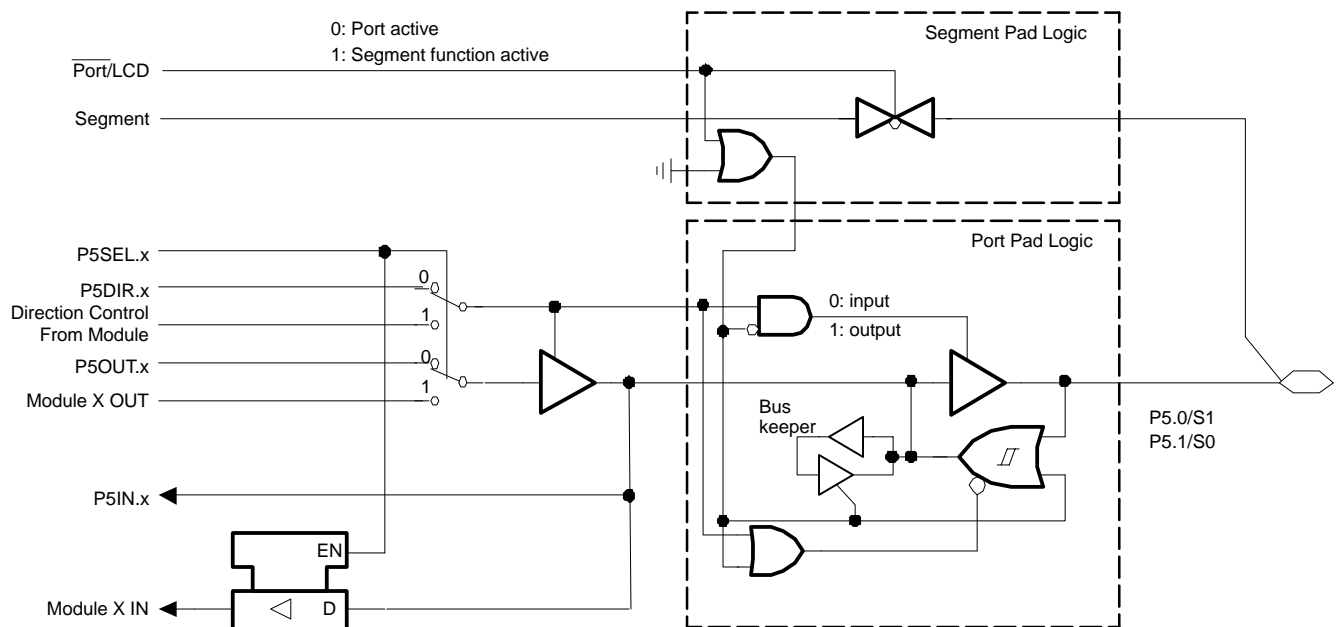 0: Port active
1: Segment function active
Segment Pad Logic
Port/LCD
Segment
Port Pad Logic
P5SEL.x
P5DIR.x
0
Direction Control
From Module
1
0: input
1: output
P5OUT.x
0
Module X OUT
1
Bus
keeper
P5.0/S1
P5.1/S0
P5IN.x
EN
Module X IN
D